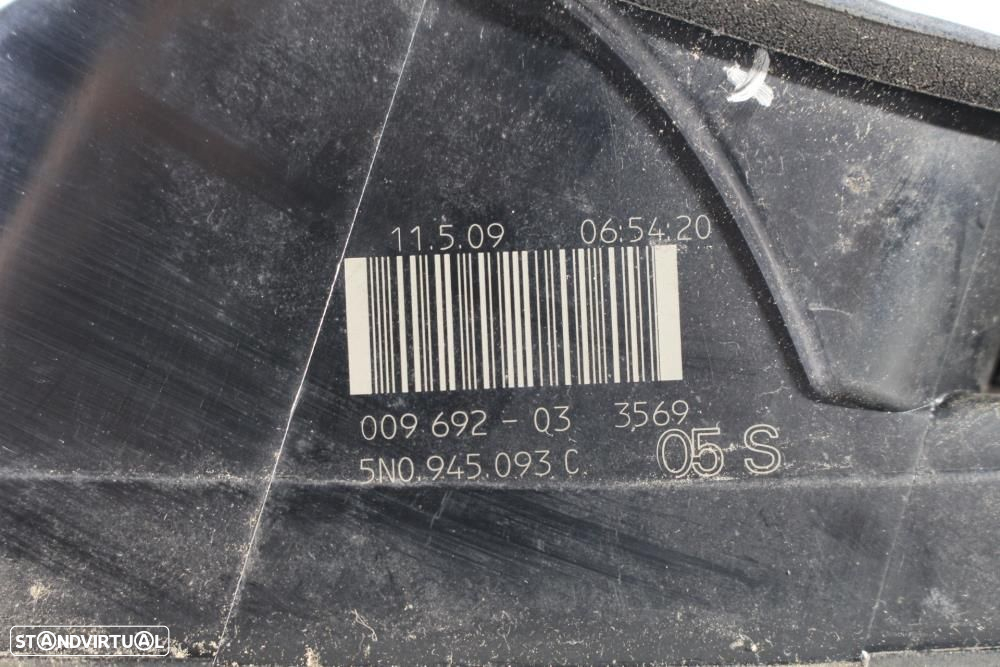 11.5.09 06:54:20
009 692 - Q3 3569
5N0.945.093 C. 05 S
STANDVIRTUAL